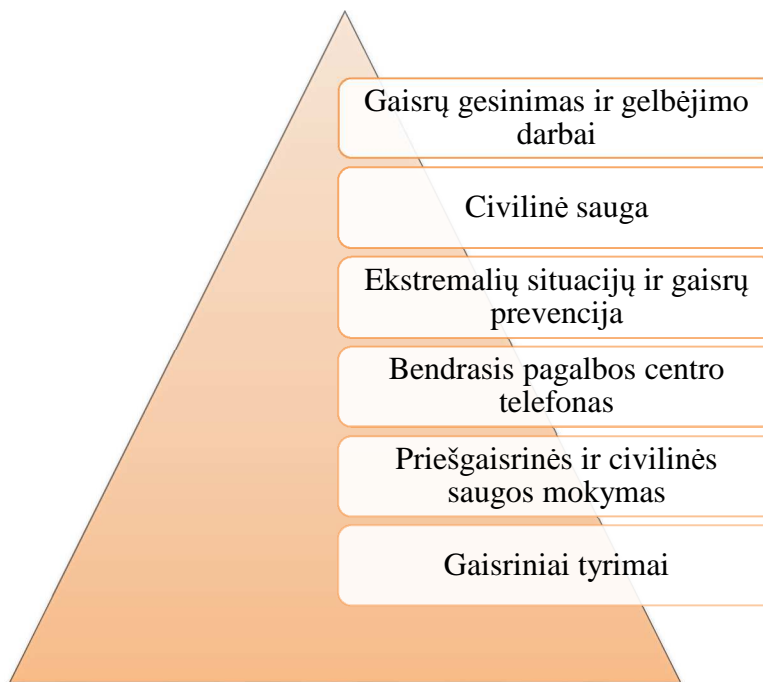 Gaisrų gesinimas ir gelbėjimo
darbai
Civilinė sauga
Ekstremalių situacijų ir gaisrų
prevencija
Bendrasis pagalbos centro
telefonas
Priešgaisrinės ir civilinės
saugos mokymas
Gaisriniai tyrimai